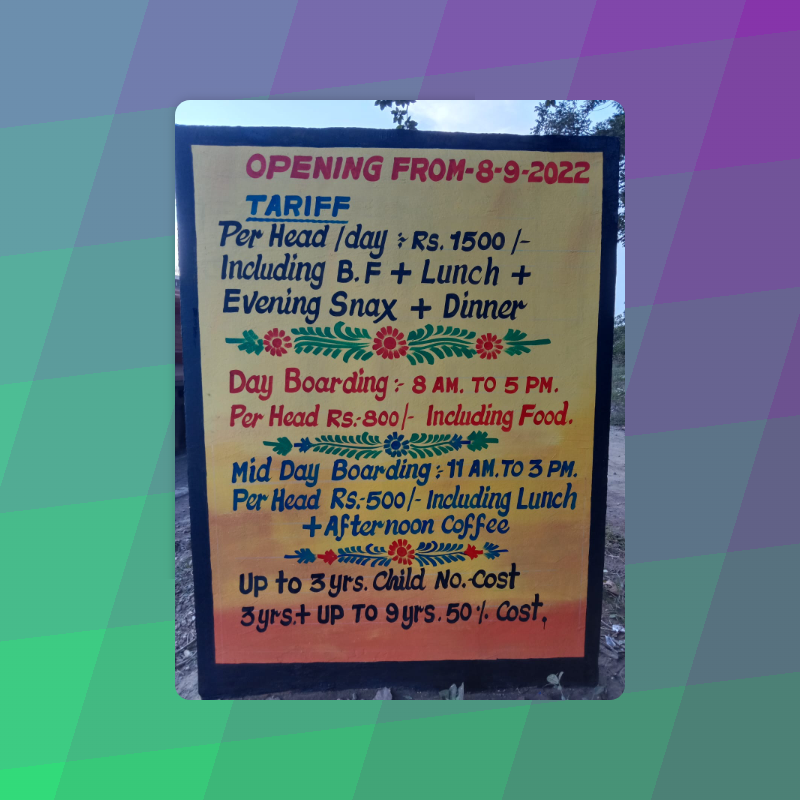 OPENING FROM-8-9-2022
TARIFF
Per Head /day :- Rs. 1500 /-
Including B.F + Lunch +
Evening Snax + Dinner
Day Boarding :- 8 AM. TO 5 PM.
Per Head Rs.-800/- Including Food.
Mid Day Boarding :- 11 AM. TO 3 PM.
Per Head Rs.-500/- Including Lunch
+Afternoon Coffee
UP to 3 yrs. Child No.-Cost
3 yrs.+ UP TO 9 yrs. 50 % Cost.